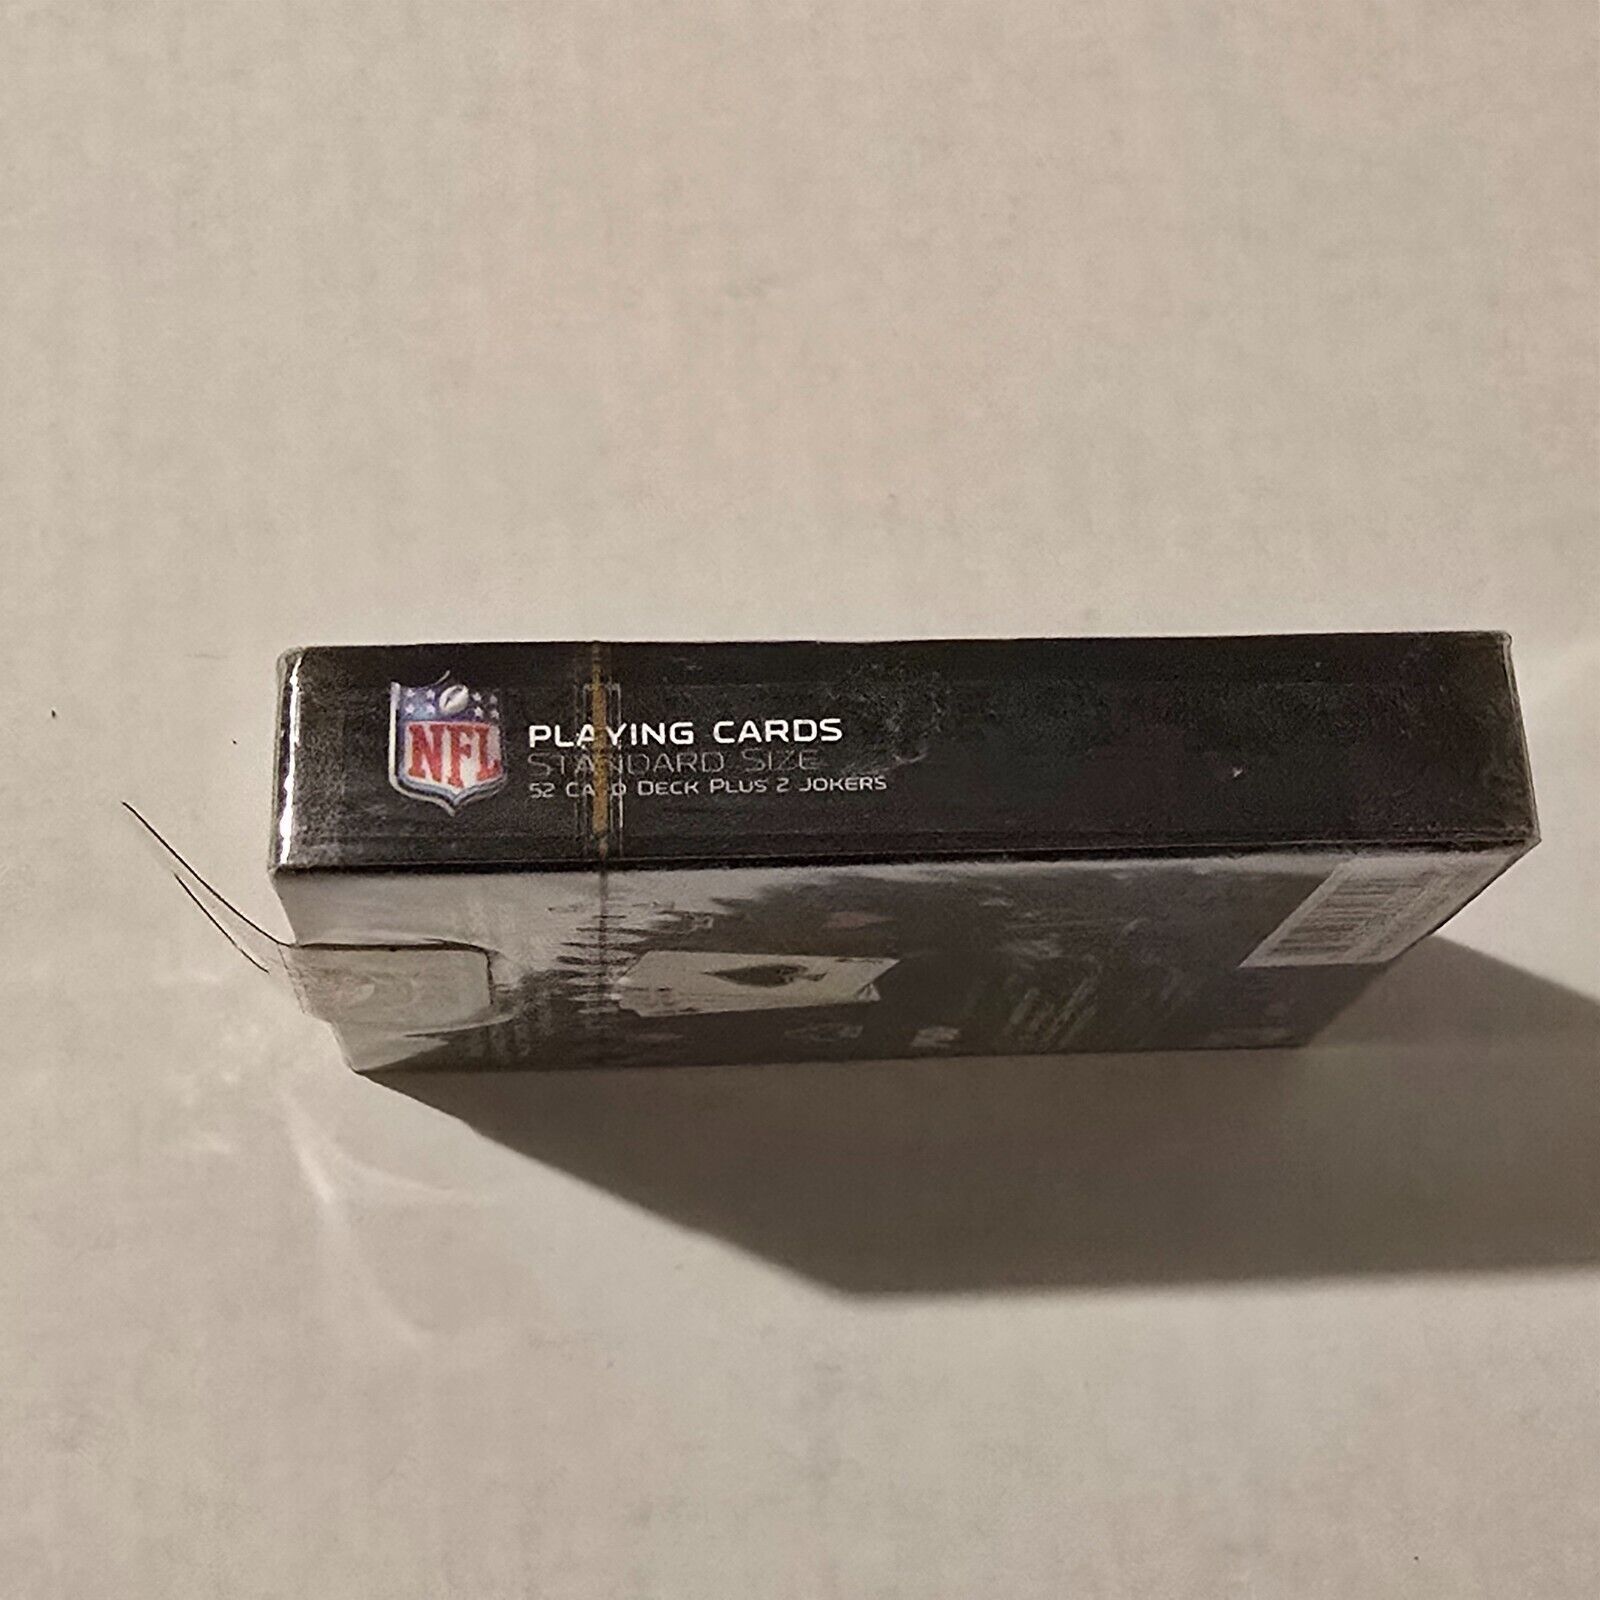 NFL
PLAYING CARDS
STANDARD SIZE
52 CARD DECK PLUS 2 JOKERS